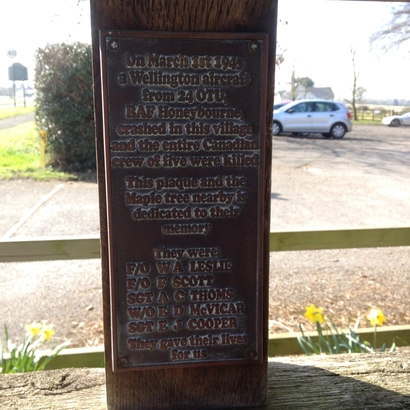 On March 1st 1945
a Wellington aircraft
from 24 OTU
RAF Honeybourne
crashed in this village
and the entire Canadian
crew of five were killed
This plaque and the
Maple tree nearby is
dedicated to their
memory
They were
F/O W A LESLIE
F/O F SCOTT
SGT A C THOMS
W/O E D McVICAR
SGT E J COOPER
They gave their lives
for us